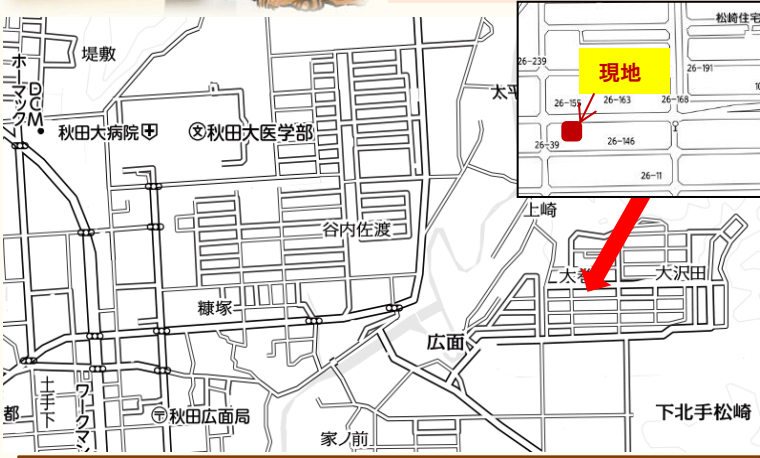 堤敷
DCM
ホーマック
秋田大病院
文秋田大医学部
太平
谷内佐渡
糠塚
上崎
大巻
大沢田
広面
土手下
ワークマン
都
〒秋田広面局
家ノ前
下北手松崎
松崎住宅
26-239
現地
26-191
10
26-155
26-163
26-168
26-39
26-146
26-11